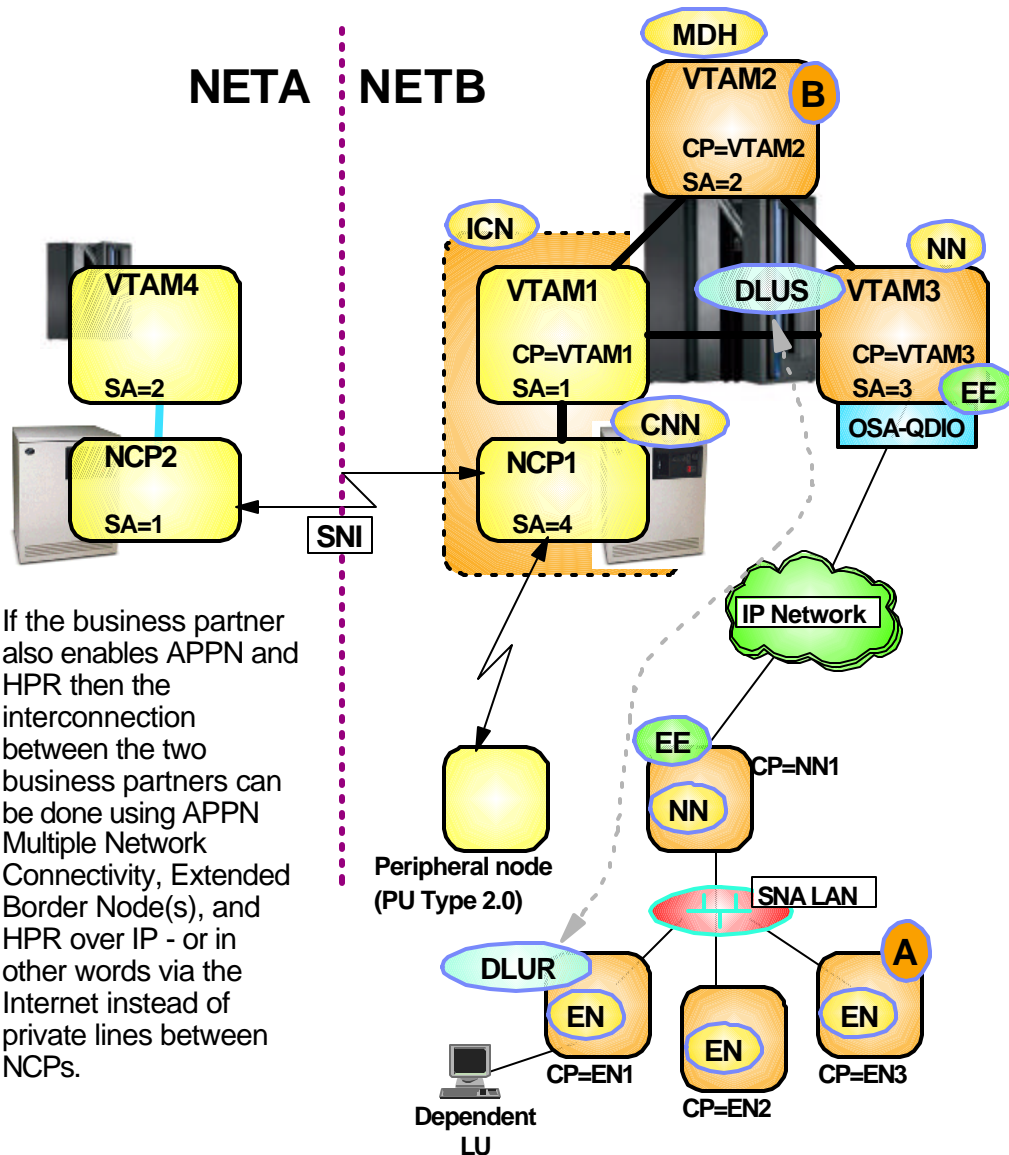 MDH
NETA
NETB
VTAM2
B
CP=VTAM2
SA=2
ICN
NN
VTAM4
VTAM1
DLUS
VTAM3
CP=VTAM1
CP=VTAM3
SA=2
SA=1
SA=3
EE
CNN
OSA-QDIO
NCP2
NCP1
SA=1
SA=4
SNI
IP Network
If the business partner
also enables APPN and
HPR then the
interconnection
between the two
business partners can
be done using APPN
Multiple Network
Connectivity, Extended
Border Node(s), and
HPR over IP - or in
other words via the
Internet instead of
private lines between
NCPs.
EE
CP=NN1
NN
Peripheral node
(PU Type 2.0)
SNA LAN
DLUR
A
EN
EN
EN
CP=EN1
CP=EN2
CP=EN3
Dependent
LU